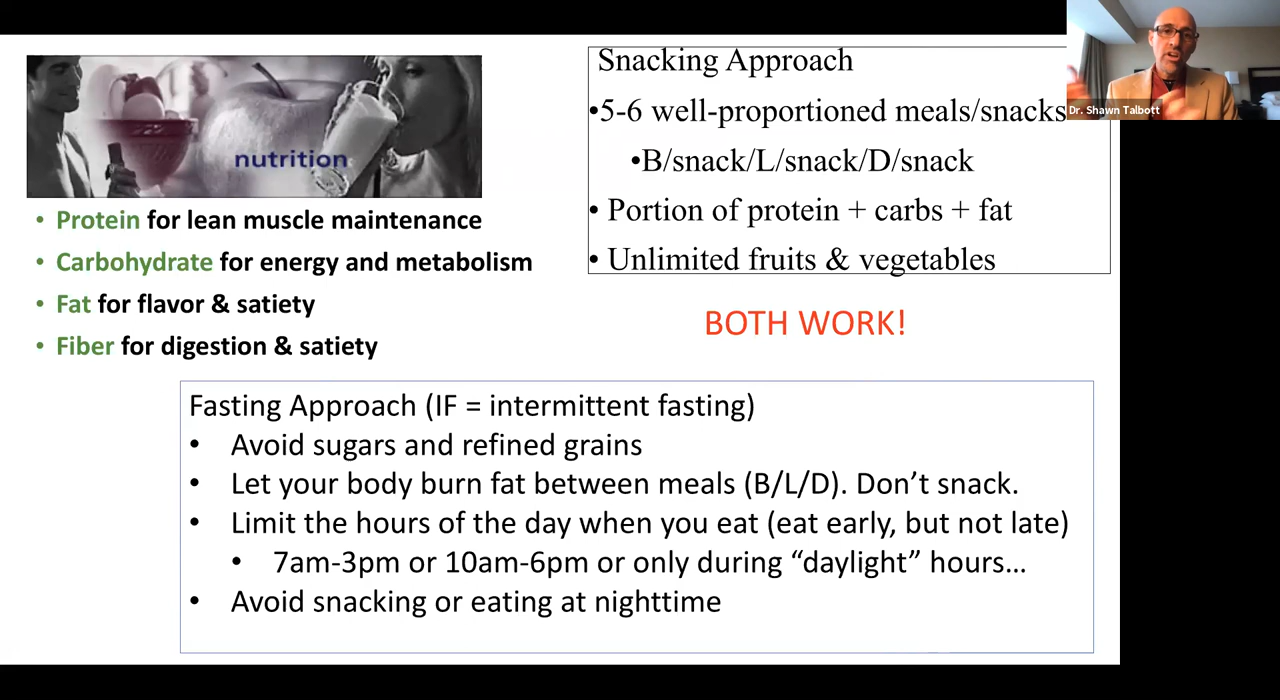 nutrition
• Protein for lean muscle maintenance
• Carbohydrate for energy and metabolism
• Fat for flavor & satiety
• Fiber for digestion & satiety
Snacking Approach
•5-6 well-proportioned meals/snacks
•B/snack/L/snack/D/snack
• Portion of protein + carbs + fat
• Unlimited fruits & vegetables
Dr. Shawn Talbott
BOTH WORK!
Fasting Approach (IF = intermittent fasting)
• Avoid sugars and refined grains
• Let your body burn fat between meals (B/L/D). Don’t snack.
• Limit the hours of the day when you eat (eat early, but not late)
• 7am-3pm or 10am-6pm or only during “daylight” hours…
• Avoid snacking or eating at nighttime